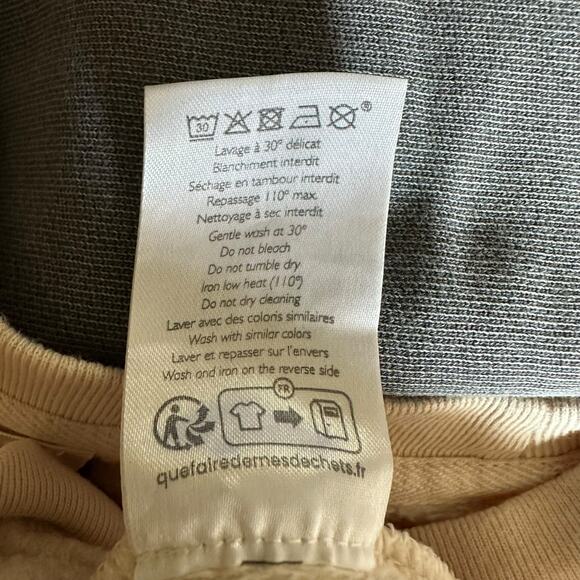 30 ®
Lavage à 30° délicat
Blanchiment interdit
Séchage en tambour interdit
Repassage 110° max.
Nettoyage à sec interdit
Gentle wash at 30°
Do not bleach
Do not tumble dry
Iron low heat (110°)
Do not dry cleaning
Laver avec des coloris similaires
Wash with similar colors
Laver et repasser sur l'envers
Wash and iron on the reverse side
FR
quefairedemesdechets.fr